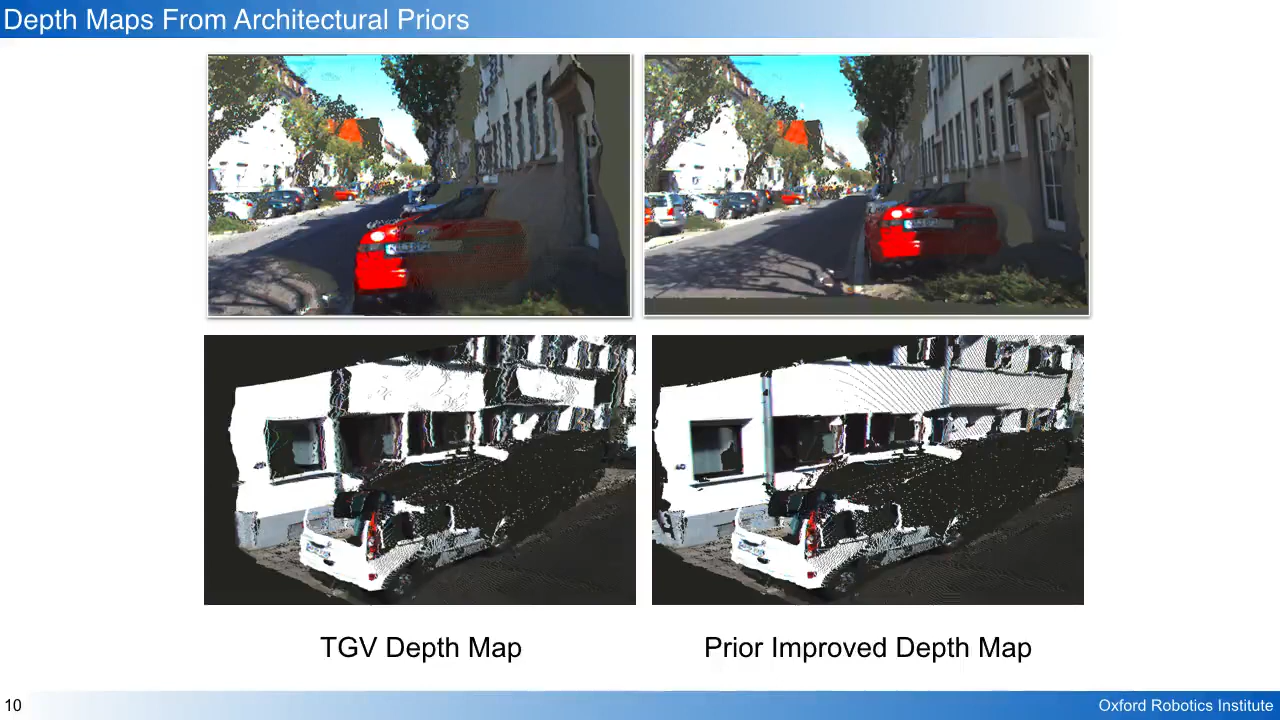 Depth Maps From Architectural Priors
TGV Depth Map
Prior Improved Depth Map
10
Oxford Robotics Institute